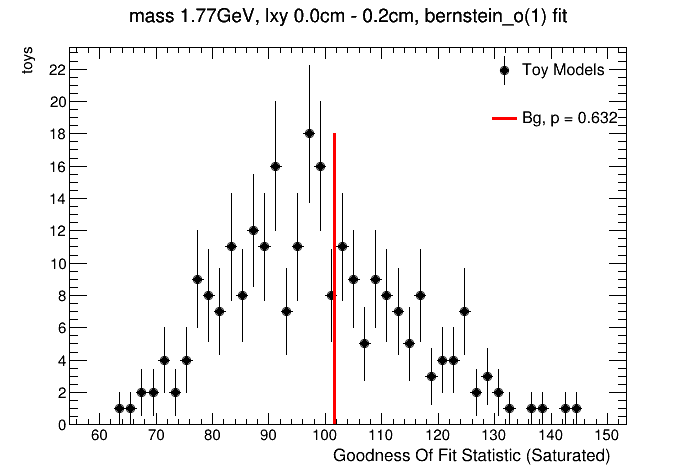 mass 1.77GeV, lxy 0.0cm - 0.2cm, bernstein_o(1) fit
toys
Toy Models
Bg, p = 0.632
22
20
18
16
14
12
10
8
6
4
2
0
60 70 80 90 100 110 120 130 140 150
Goodness Of Fit Statistic (Saturated)